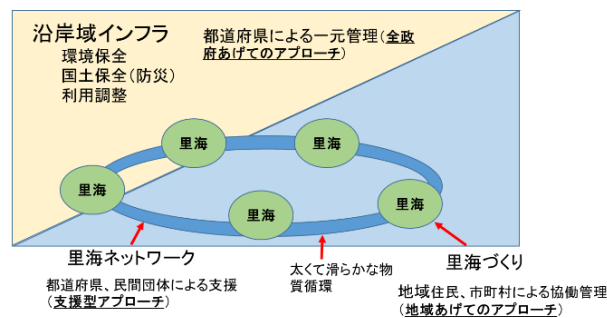 沿岸域インフラ
環境保全
国土保全(防災)
利用調整
都道府県による一元管理(全政
府あげてのアプローチ)
里海
里海
里海
里海
里海
里海ネットワーク
都道府県、民間団体による支援
(支援型アプローチ)
太くて滑らかな物
質循環
里海づくり
地域住民、市町村による協働管理
(地域あげてのアプローチ)